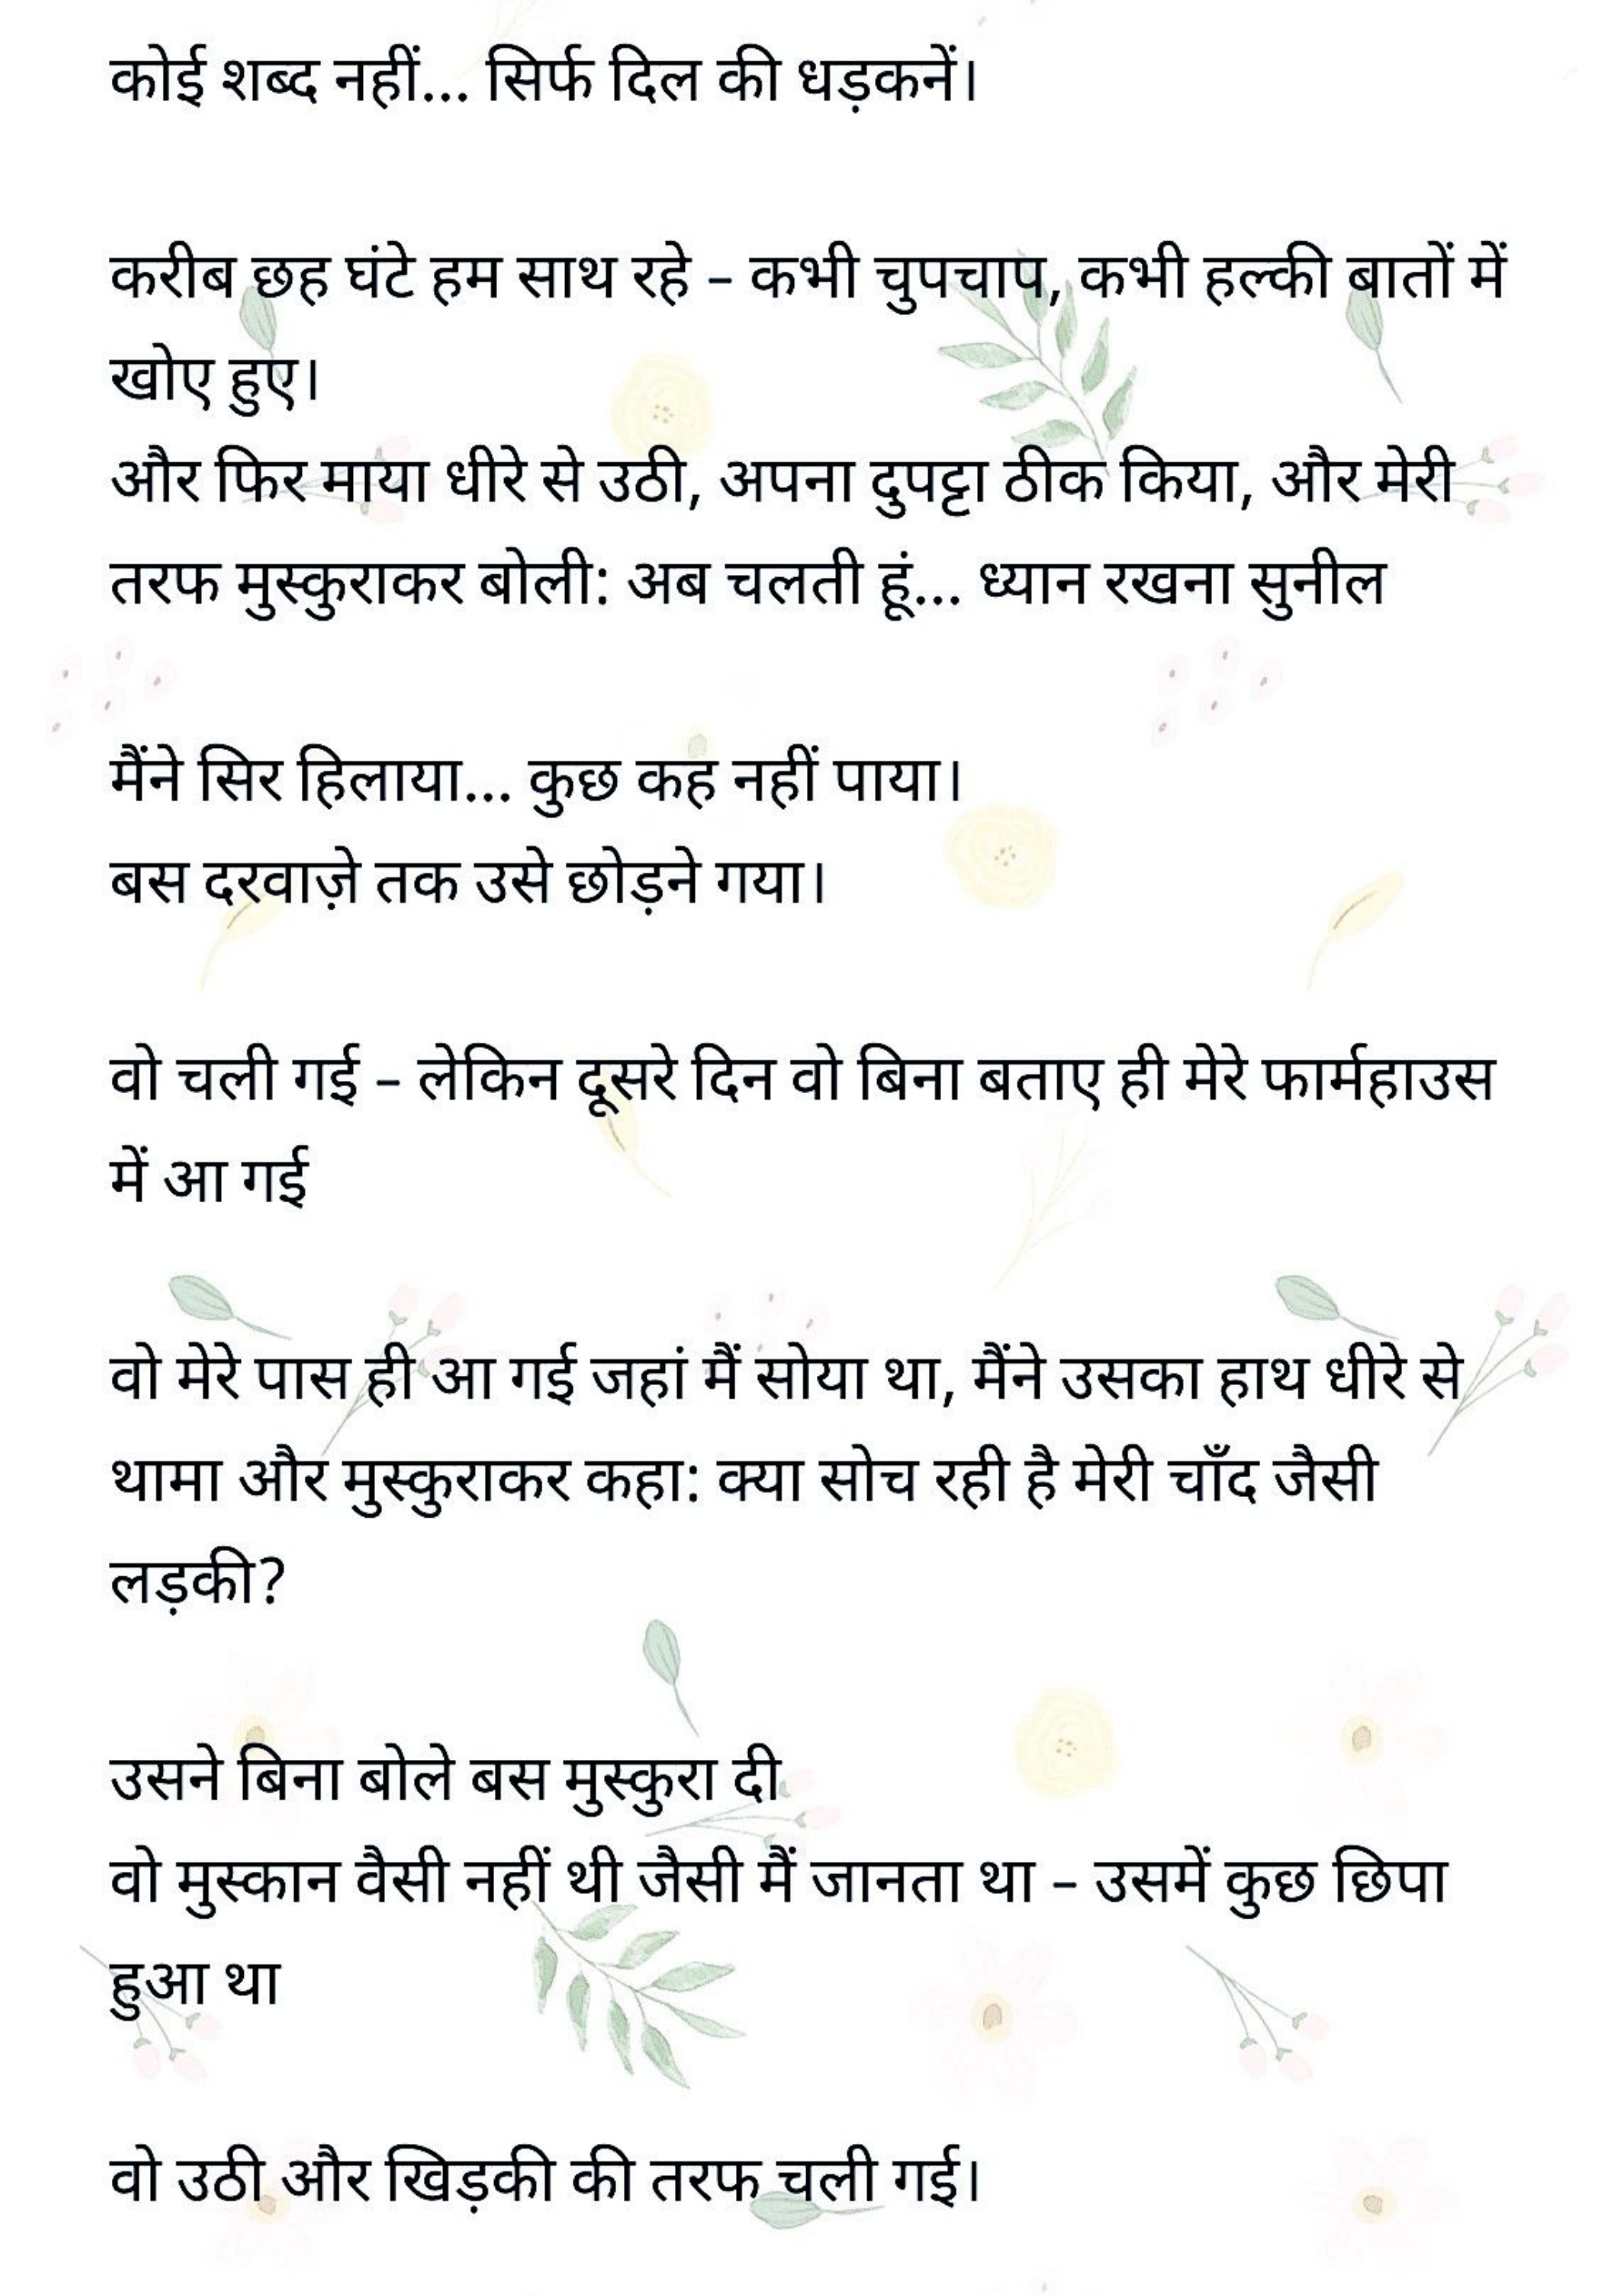 कोई शब्द नहीं... सिर्फ दिल की धड़कनें।
करीब छह घंटे हम साथ रहे – कभी चुपचाप, कभी हल्की बातों में
खोए हुए।
और फिर माया धीरे से उठी, अपना दुपट्टा ठीक किया, और मेरी
तरफ मुस्कुराकर बोली: अब चलती हूं... ध्यान रखना सुनील
मैंने सिर हिलाया... कुछ कह नहीं पाया।
बस दरवाज़े तक उसे छोड़ने गया।
वो चली गई – लेकिन दूसरे दिन वो बिना बताए ही मेरे फार्महाउस
में आ गई
वो मेरे पास ही आ गई जहां मैं सोया था, मैंने उसका हाथ धीरे से
थामा और मुस्कुराकर कहा: क्या सोच रही है मेरी चाँद जैसी
लड़की?
उसने बिना बोले बस मुस्कुरा दी
वो मुस्कान वैसी नहीं थी जैसी मैं जानता था – उसमें कुछ छिपा
हुआ था
वो उठी और खिड़की की तरफ चली गई।